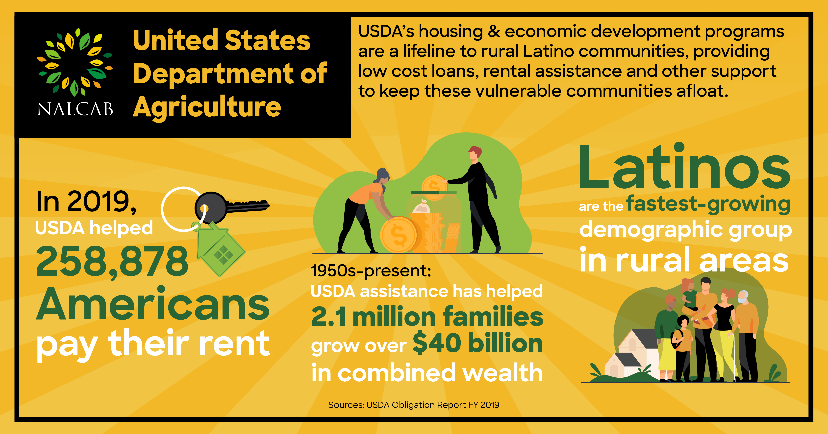 NALCAB
United States
Department of
Agriculture
USDA's housing & economic development programs
are a lifeline to rural Latino communities, providing
low cost loans, rental assistance and other support
to keep these vulnerable communities afloat.
In 2019,
USDA helped
258,878
Americans
pay their rent
1950s-present:
USDA assistance has helped
2.1 million families
grow over $40 billion
in combined wealth
Latinos
are the fastest-growing
demographic group
in rural areas
Sources: USDA Obligation Report FY 2019